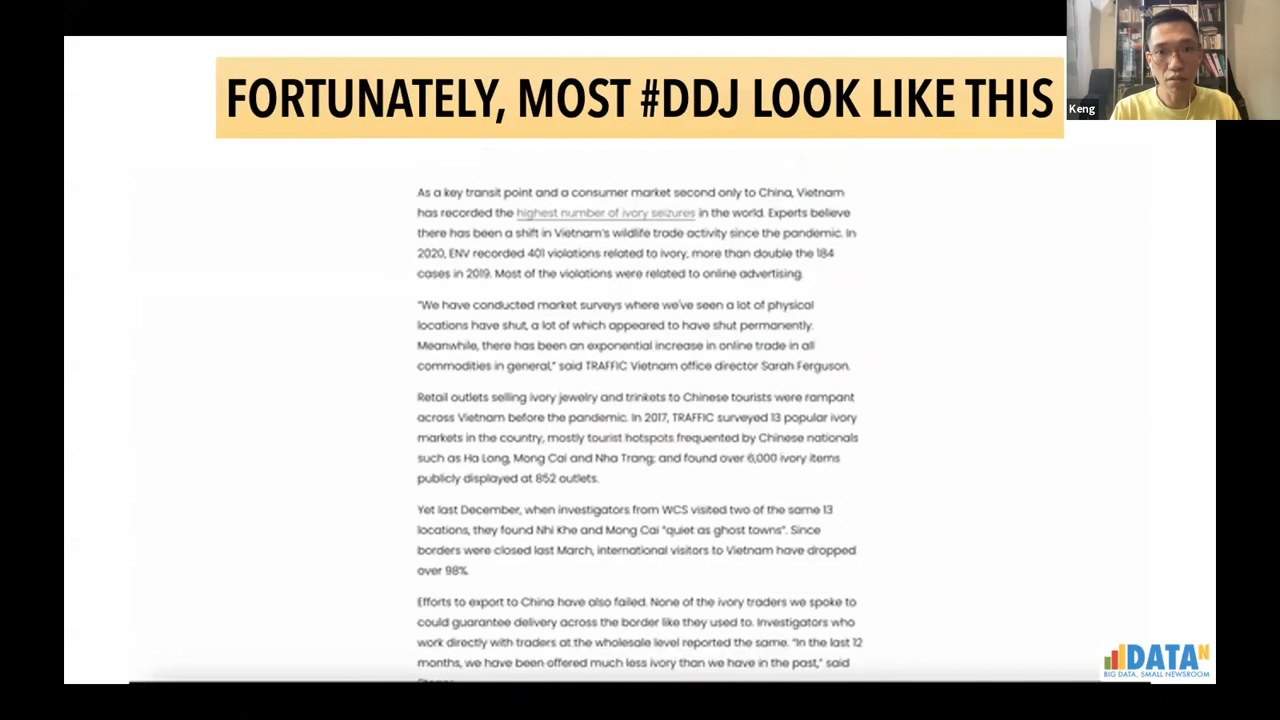 FORTUNATELY, MOST #DDJ LOOK LIKE THIS
Keng
As a key transit point and a consumer market second only to China, Vietnam
has recorded the highest number of ivory seizures in the world. Experts believe
there has been a shift in Vietnam's wildlife trade activity since the pandemic. In
2020, ENV recorded 401 violations related to ivory, more than double the 184
cases in 2019. Most of the violations were related to online advertising.
"We have conducted market surveys where we've seen a lot of physical
locations have shut, a lot of which appeared to have shut permanently.
Meanwhile, there has been an exponential increase in online trade in all
commodities in general," said TRAFFIC Vietnam office director Sarah Ferguson.
Retail outlets selling ivory jewelry and trinkets to Chinese tourists were rampant
across Vietnam before the pandemic. In 2017, TRAFFIC surveyed 13 popular ivory
markets in the country, mostly tourist hotspots frequented by Chinese nationals
such as Ha Long, Mong Cai and Nha Trang; and found over 6,000 ivory items
publicly displayed at 852 outlets.
Yet last December, when investigators from WCS visited two of the same 13
locations, they found Nhi Khe and Mong Cai "quiet as ghost towns". Since
borders were closed last March, international visitors to Vietnam have dropped
over 98%.
Efforts to export to China have also failed. None of the ivory traders we spoke to
could guarantee delivery across the border like they used to. Investigators who
work directly with traders at the wholesale level reported the same. "In the last 12
months, we have been offered much less ivory than we have in the past," said
DATAN
BIG DATA, SMALL NEWSROOM